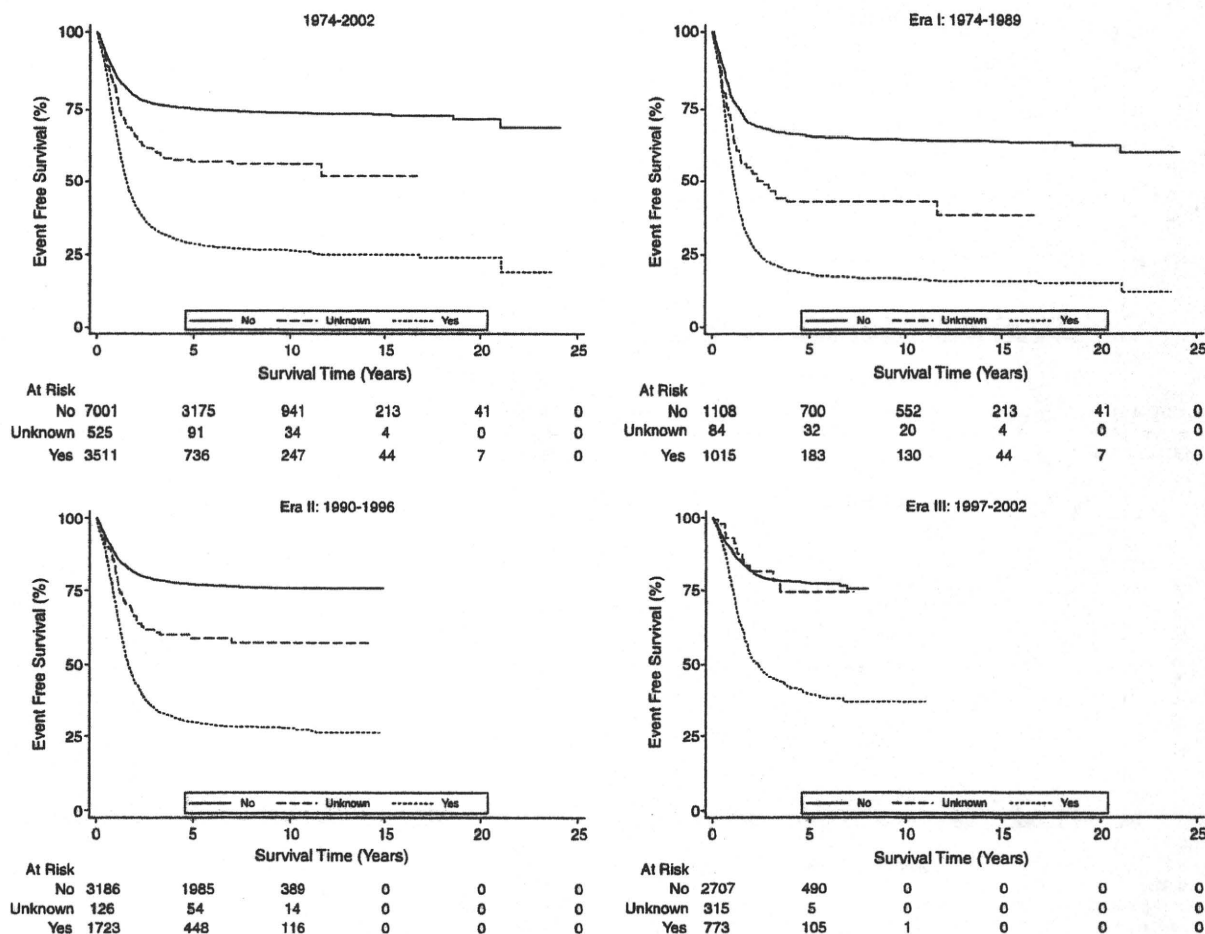 1974-2002
100
75
50
25
0
Event Free Survival (%)
No Unknown Yes
0 5 10 15 20 25
Survival Time (Years)
At Risk
No 7001 3175 941 213 41 0
Unknown 525 91 34 4 0 0
Yes 3511 736 247 44 7 0
Era I: 1974-1989
100
75
50
25
0
Event Free Survival (%)
No Unknown Yes
0 5 10 15 20 25
Survival Time (Years)
At Risk
No 1108 700 552 213 41 0
Unknown 84 32 20 4 0 0
Yes 1015 183 130 44 7 0
Era II: 1990-1996
100
75
50
25
0
Event Free Survival (%)
No Unknown Yes
0 5 10 15 20 25
Survival Time (Years)
At Risk
No 3186 1985 389 0 0 0
Unknown 126 54 14 0 0 0
Yes 1723 448 116 0 0 0
Era III: 1997-2002
100
75
50
25
0
Event Free Survival (%)
No Unknown Yes
0 5 10 15 20 25
Survival Time (Years)
At Risk
No 2707 490 0 0 0 0
Unknown 315 5 0 0 0 0
Yes 773 105 1 0 0 0